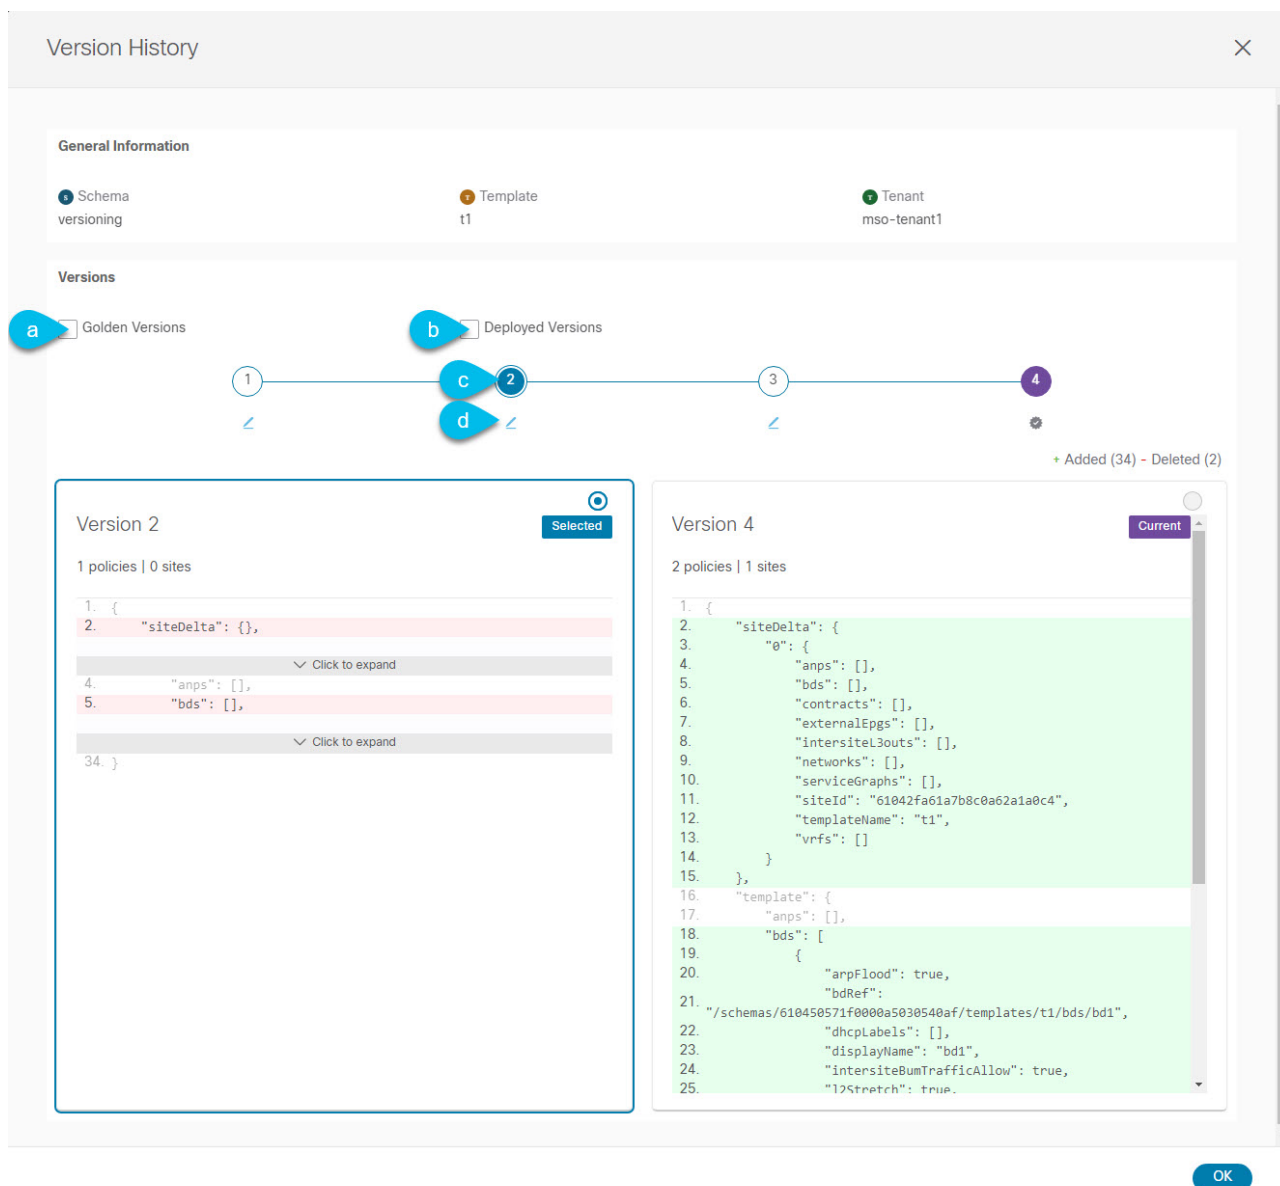 Version History
General Information
S Schema
versioning
T Template
t1
T Tenant
mso-tenant1
Versions
a Golden Versions
b Deployed Versions
1 c 2 3 4
d
+ Added (34) - Deleted (2)
Version 2
Selected
1 policies | 0 sites
1. {
2. "siteDelta": {},
Click to expand
4. "anps": [],
5. "bds": [],
Click to expand
34. }
Version 4
Current
2 policies | 1 sites
1. {
2. "siteDelta": {
3. "0": {
4. "anps": [],
5. "bds": [],
6. "contracts": [],
7. "externalEpgs": [],
8. "intersiteL3outs": [],
9. "networks": [],
10. "serviceGraphs": [],
11. "siteId": "61042fa61a7b8c0a62a1a0c4",
12. "templateName": "t1",
13. "vrfs": []
14. }
15. },
16. "template": {
17. "anps": [],
18. "bds": [
19. {
20. "arpFlood": true,
21. "bdRef":
"/schemas/610450571f0000a5030540af/templates/t1/bds/bd1",
22. "dhcpLabels": [],
23. "displayName": "bd1",
24. "intersiteBumTrafficAllow": true,
25. "l2Stretch": true,
OK